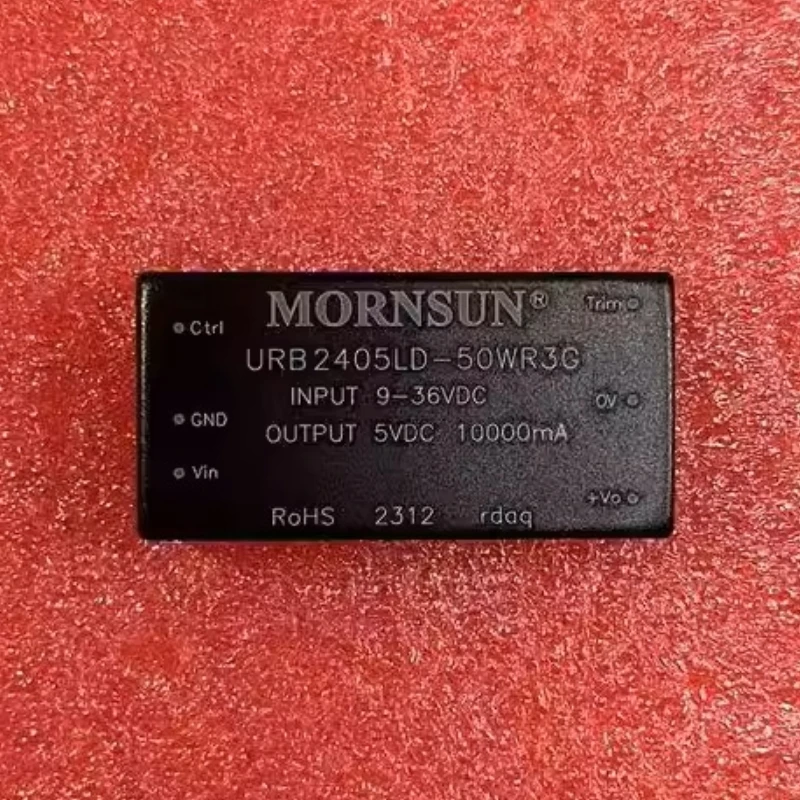 MORNSUN®
Trim
Ctrl
URB2405LD-50WR3G
INPUT 9-36VDC
0V
GND
OUTPUT 5VDC 10000mA
Vin
+Vo
RoHS 2312 rdaq